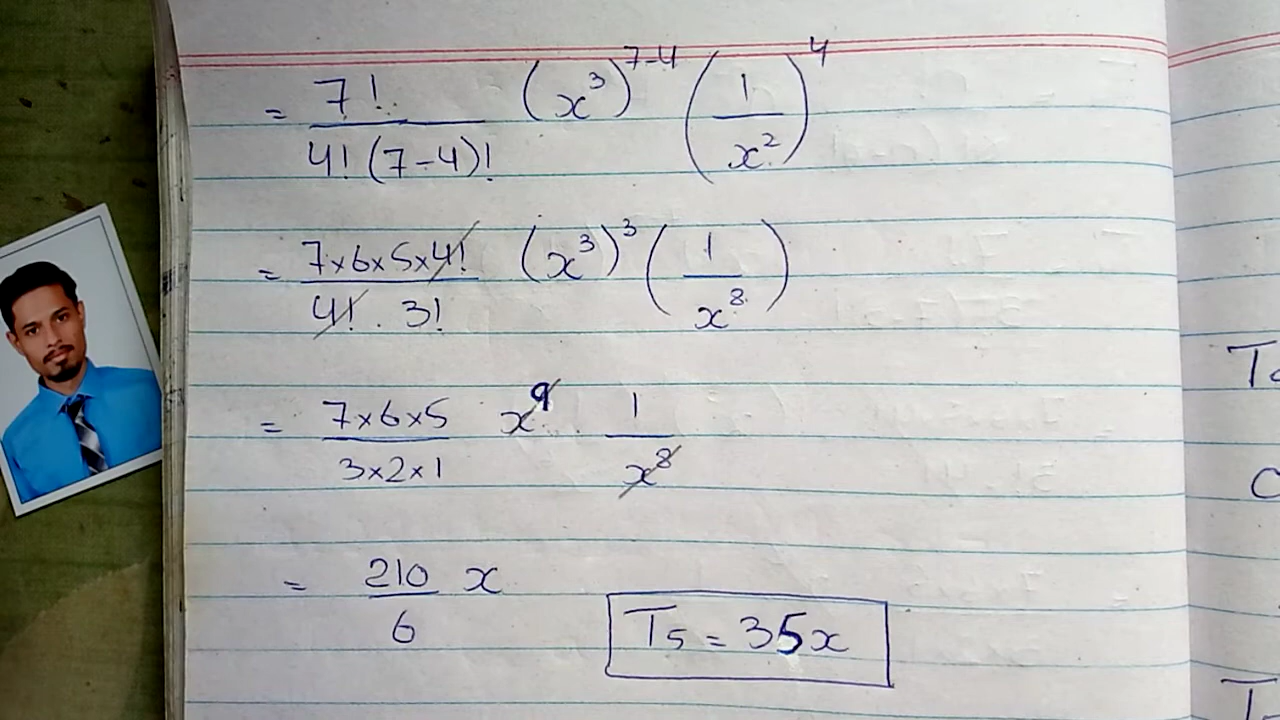 = 7! / 4! (7-4)! (x³)⁷⁻⁴ (1/x²)⁴
= 7×6×5×4! / 4! . 3! (x³)³ (1/x⁸)
= 7×6×5 / 3×2×1 x⁹ . 1/x⁸
= 210/6 x
T₅ = 35x